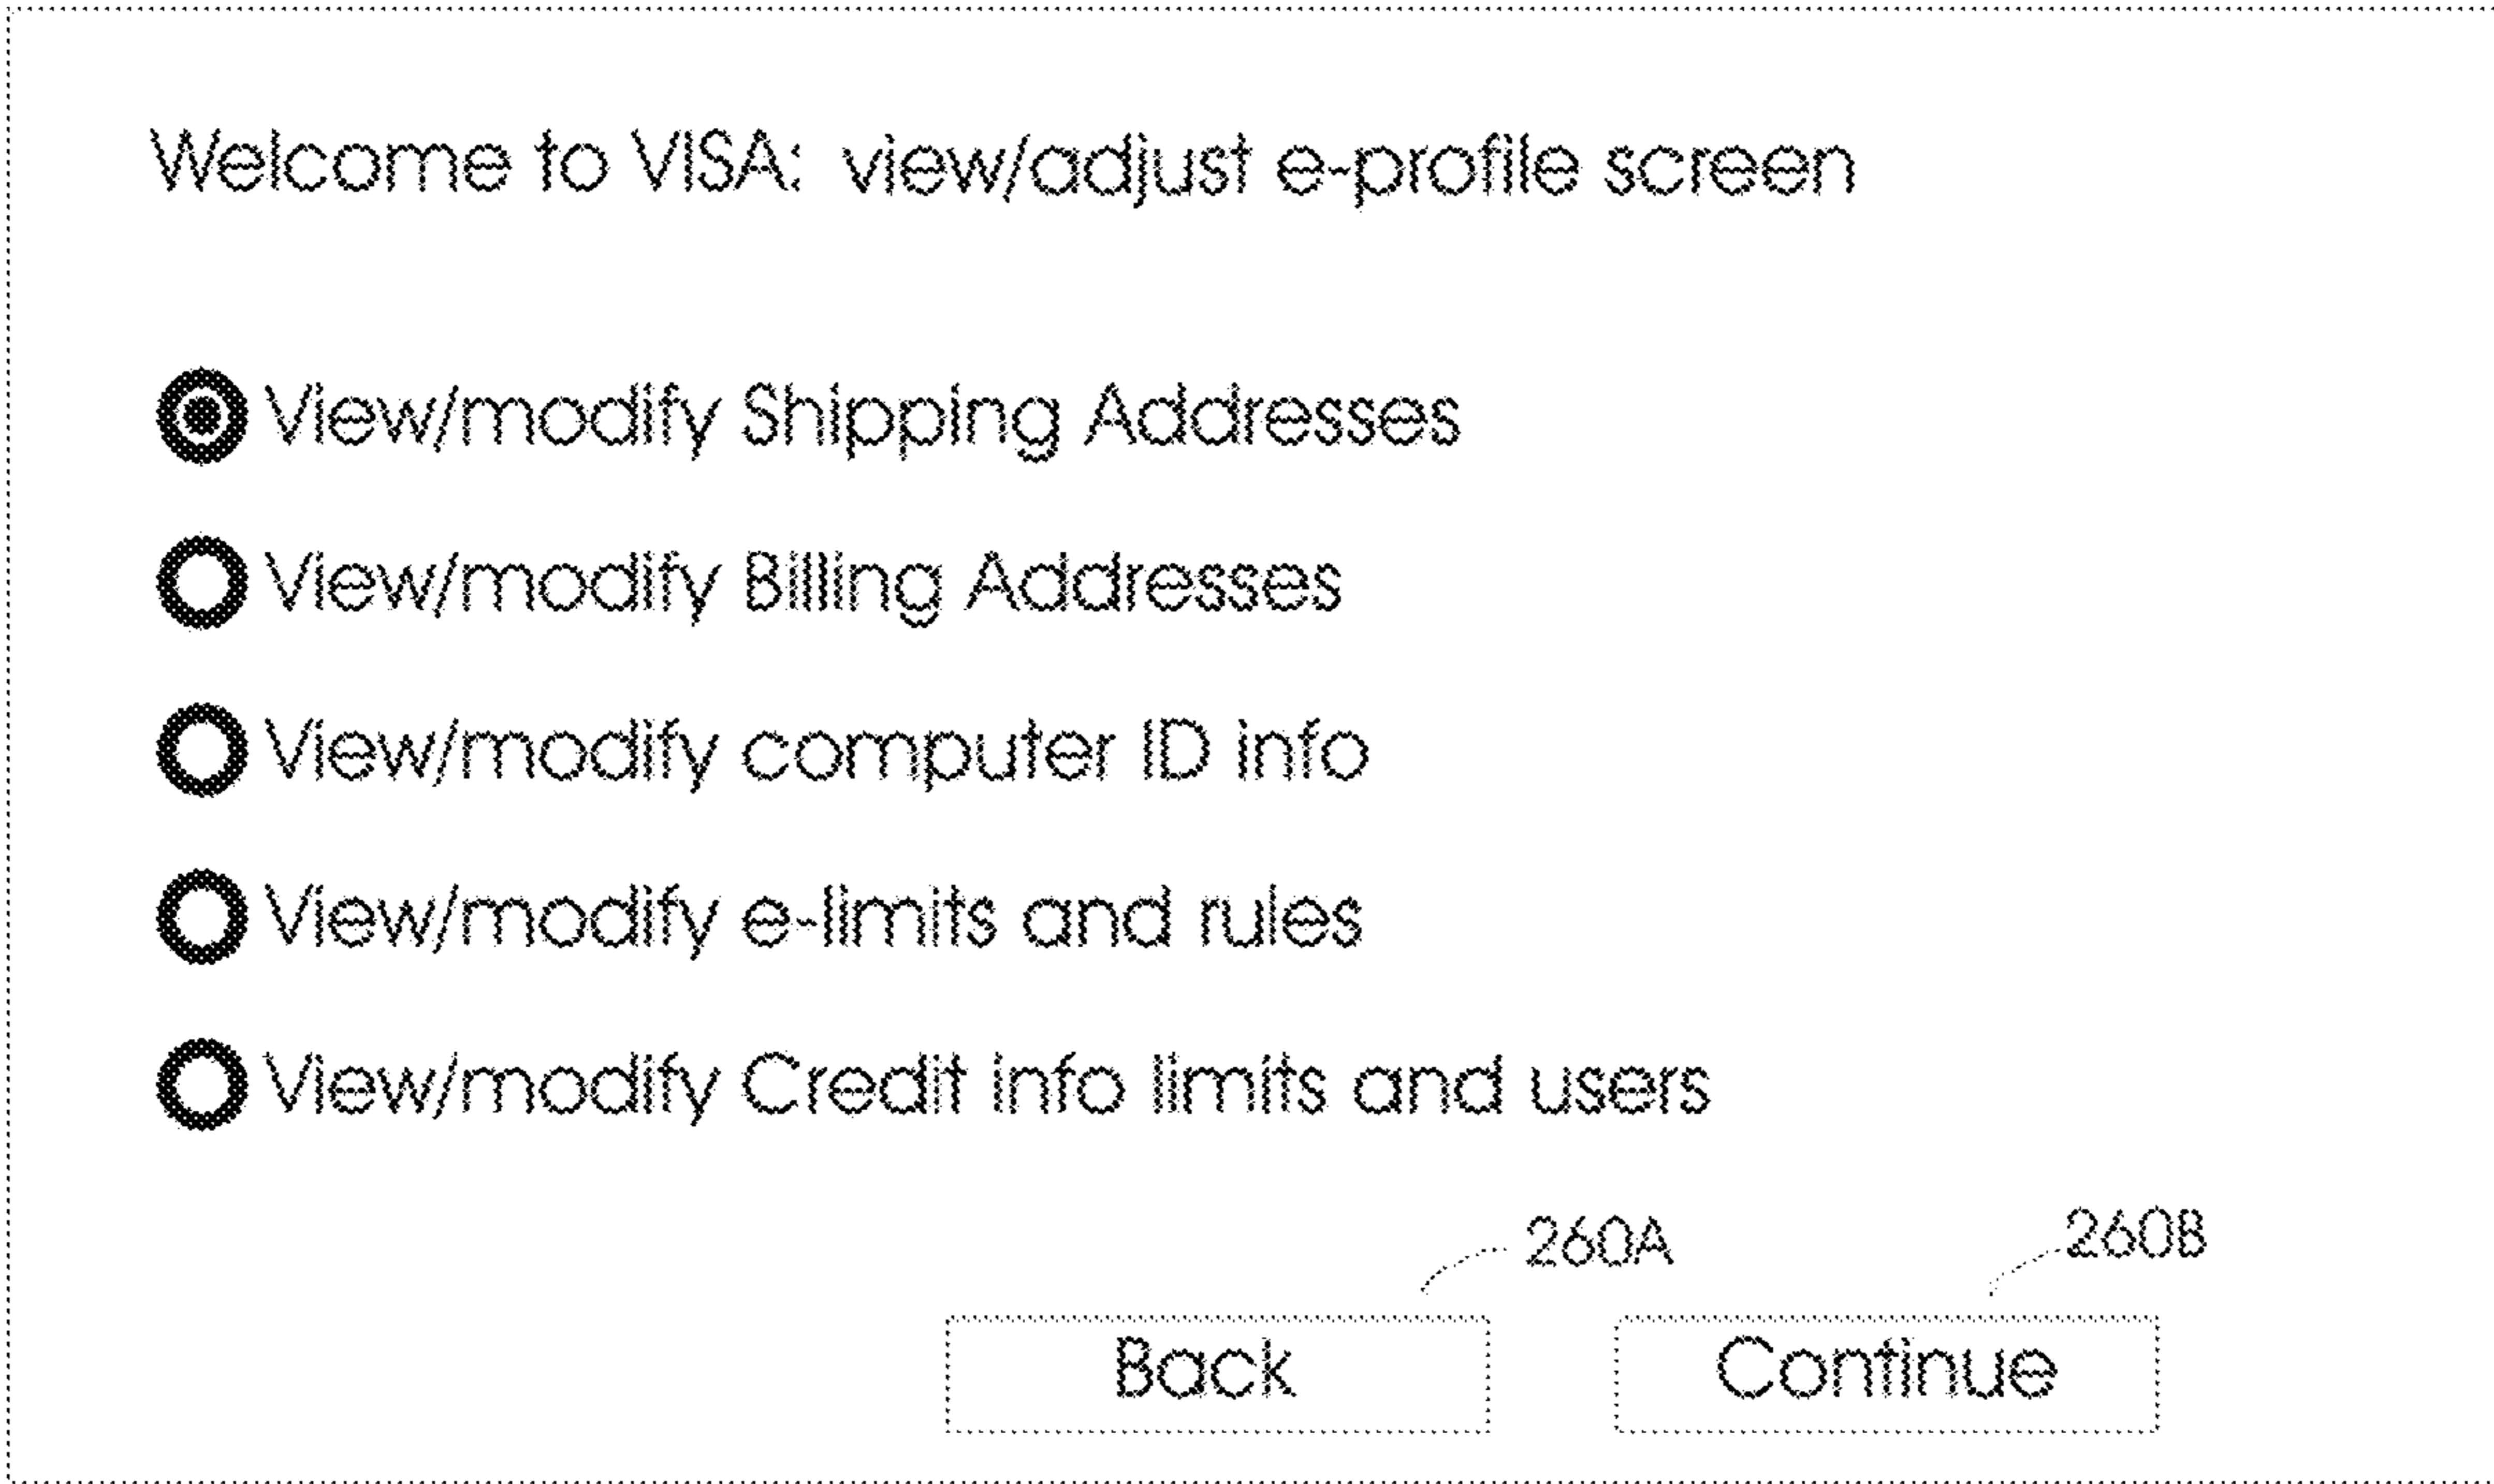 Welcome to VISA: view/adjust e-profile screen
View/modify Shipping Addresses
View/modify Billing Addresses
View/modify computer ID info
View/modify e-limits and rules
View/modify Credit info limits and users
260A
260B
Back
Continue